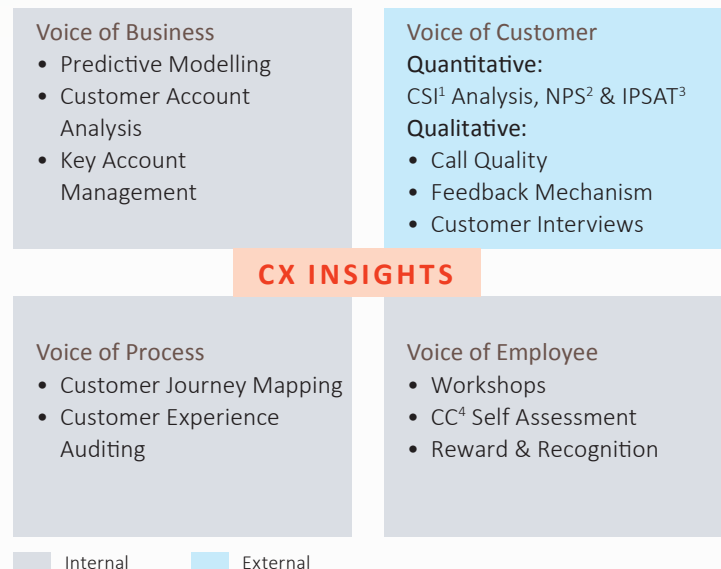 Voice of Business
• Predictive Modelling
• Customer Account
Analysis
• Key Account
Management
Voice of Customer
Quantitative:
CSI¹ Analysis, NPS² & IPSAT³
Qualitative:
• Call Quality
• Feedback Mechanism
• Customer Interviews
CX INSIGHTS
Voice of Process
• Customer Journey Mapping
• Customer Experience
Auditing
Voice of Employee
• Workshops
• CC⁴ Self Assessment
• Reward & Recognition
Internal
External